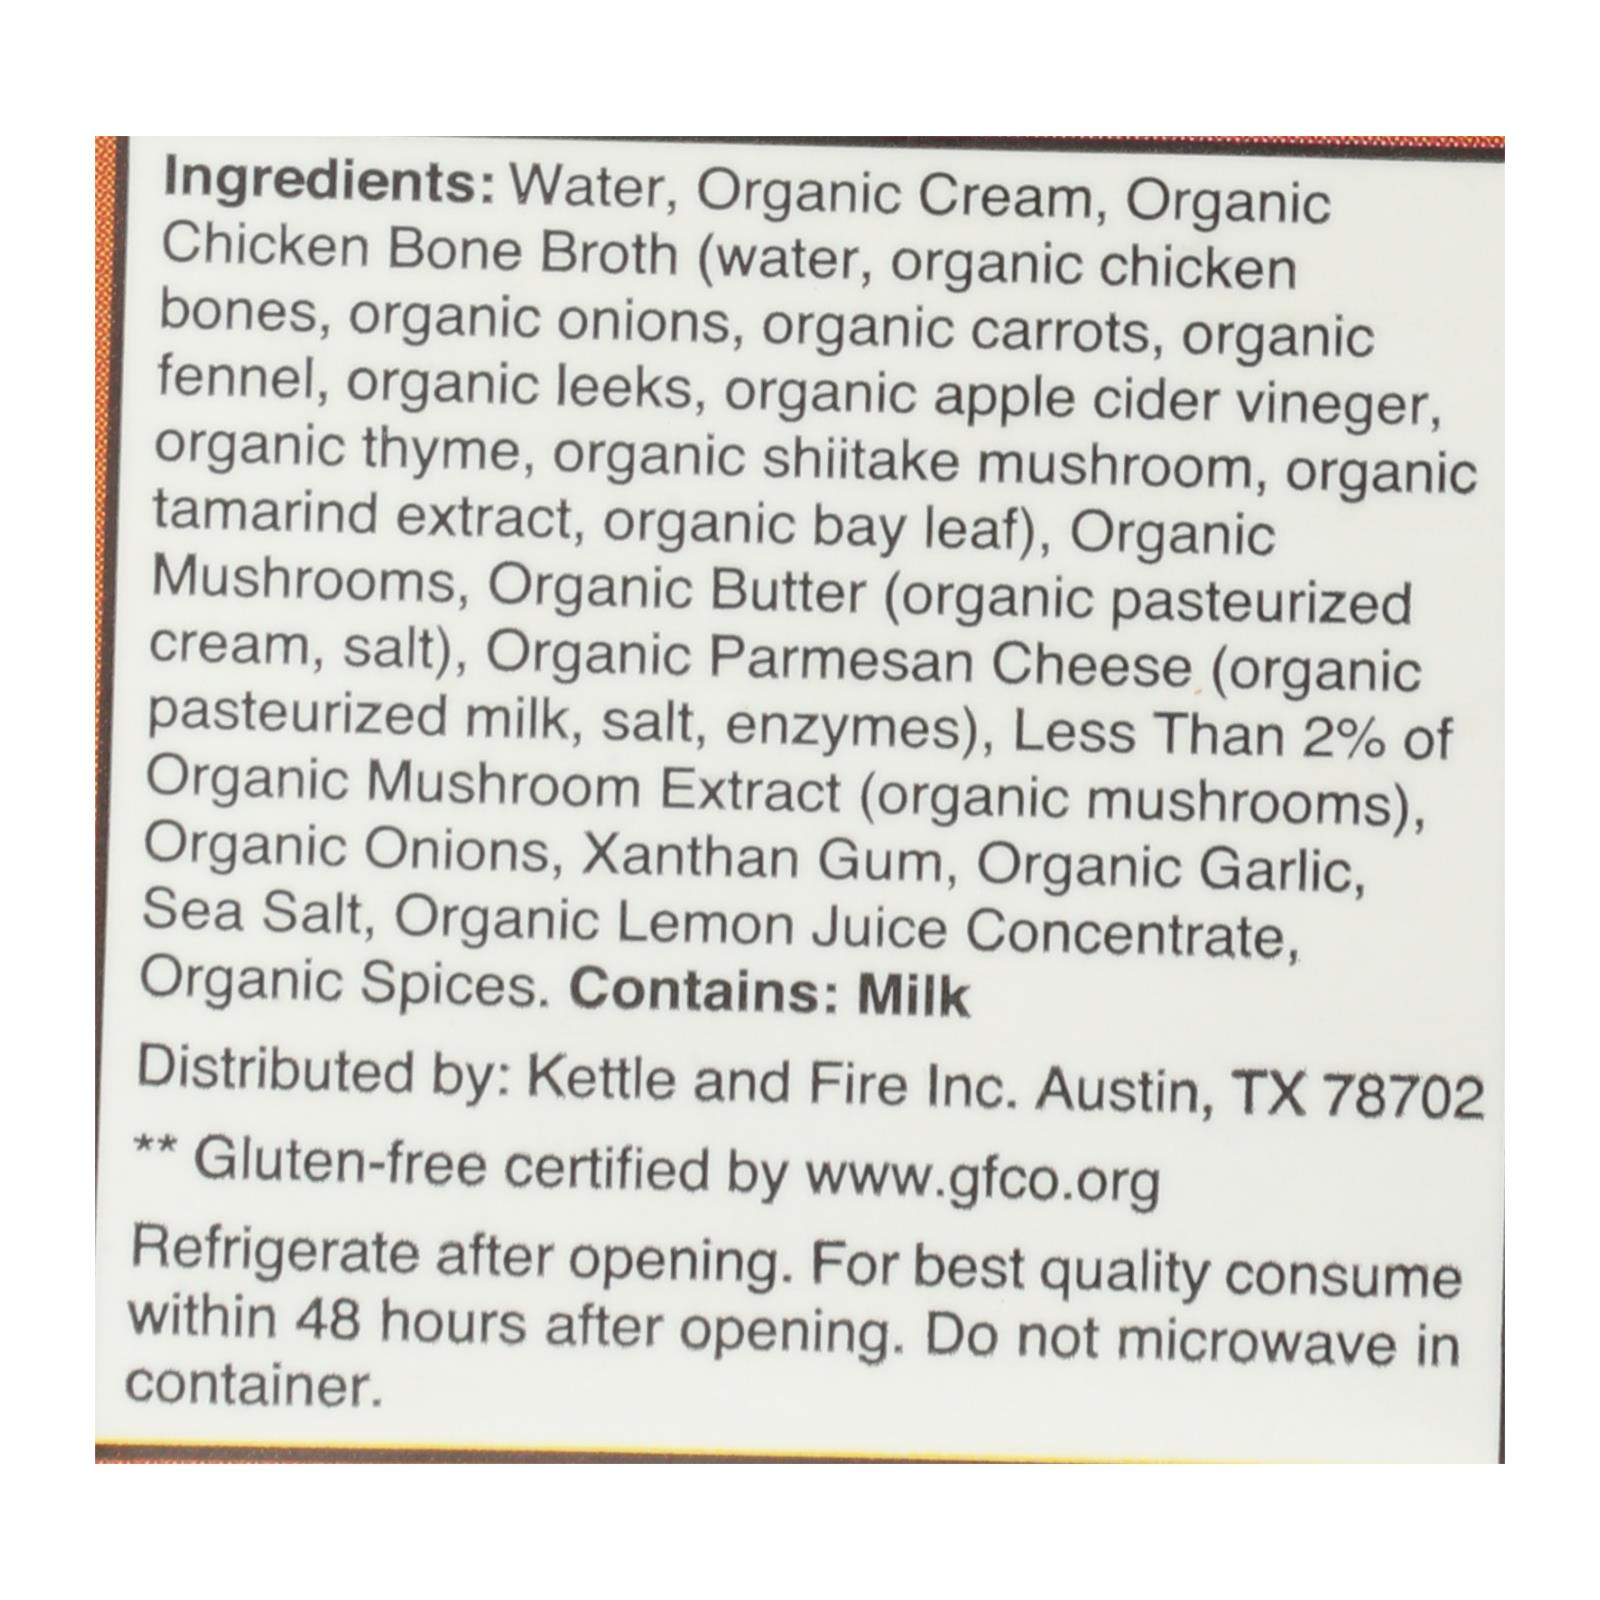 Ingredients: Water, Organic Cream, Organic
Chicken Bone Broth (water, organic chicken
bones, organic onions, organic carrots, organic
fennel, organic leeks, organic apple cider vineger,
organic thyme, organic shiitake mushroom, organic
tamarind extract, organic bay leaf), Organic
Mushrooms, Organic Butter (organic pasteurized
cream, salt), Organic Parmesan Cheese (organic
pasteurized milk, salt, enzymes), Less Than 2% of
Organic Mushroom Extract (organic mushrooms),
Organic Onions, Xanthan Gum, Organic Garlic,
Sea Salt, Organic Lemon Juice Concentrate,
Organic Spices. Contains: Milk
Distributed by: Kettle and Fire Inc. Austin, TX 78702
** Gluten-free certified by www.gfco.org
Refrigerate after opening. For best quality consume
within 48 hours after opening. Do not microwave in
container.